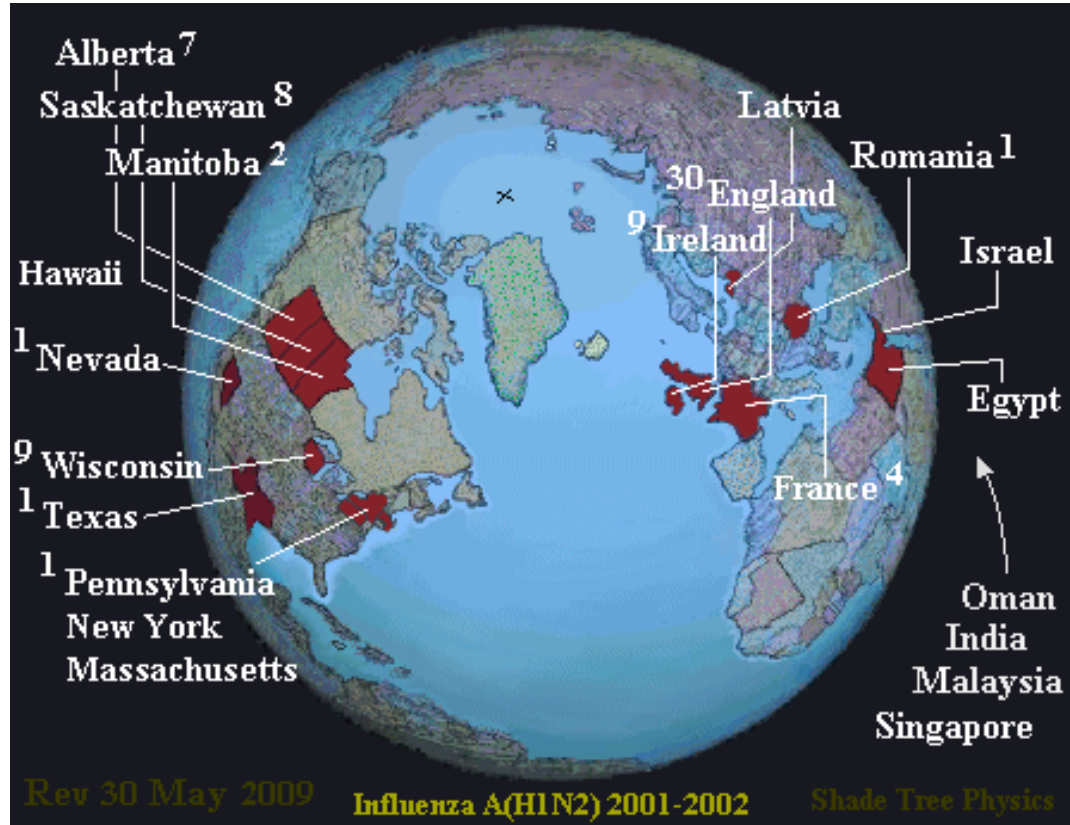 Alberta 7
Saskatchewan 8
Manitoba 2
Hawaii
1 Nevada
9 Wisconsin
1 Texas
1 Pennsylvania
New York
Massachusetts
Latvia
Romania 1
30 England
9 Ireland
Israel
Egypt
France 4
Oman
India
Malaysia
Singapore
Rev 30 May 2009
Influenza A(H1N2) 2001-2002
Shade Tree Physics